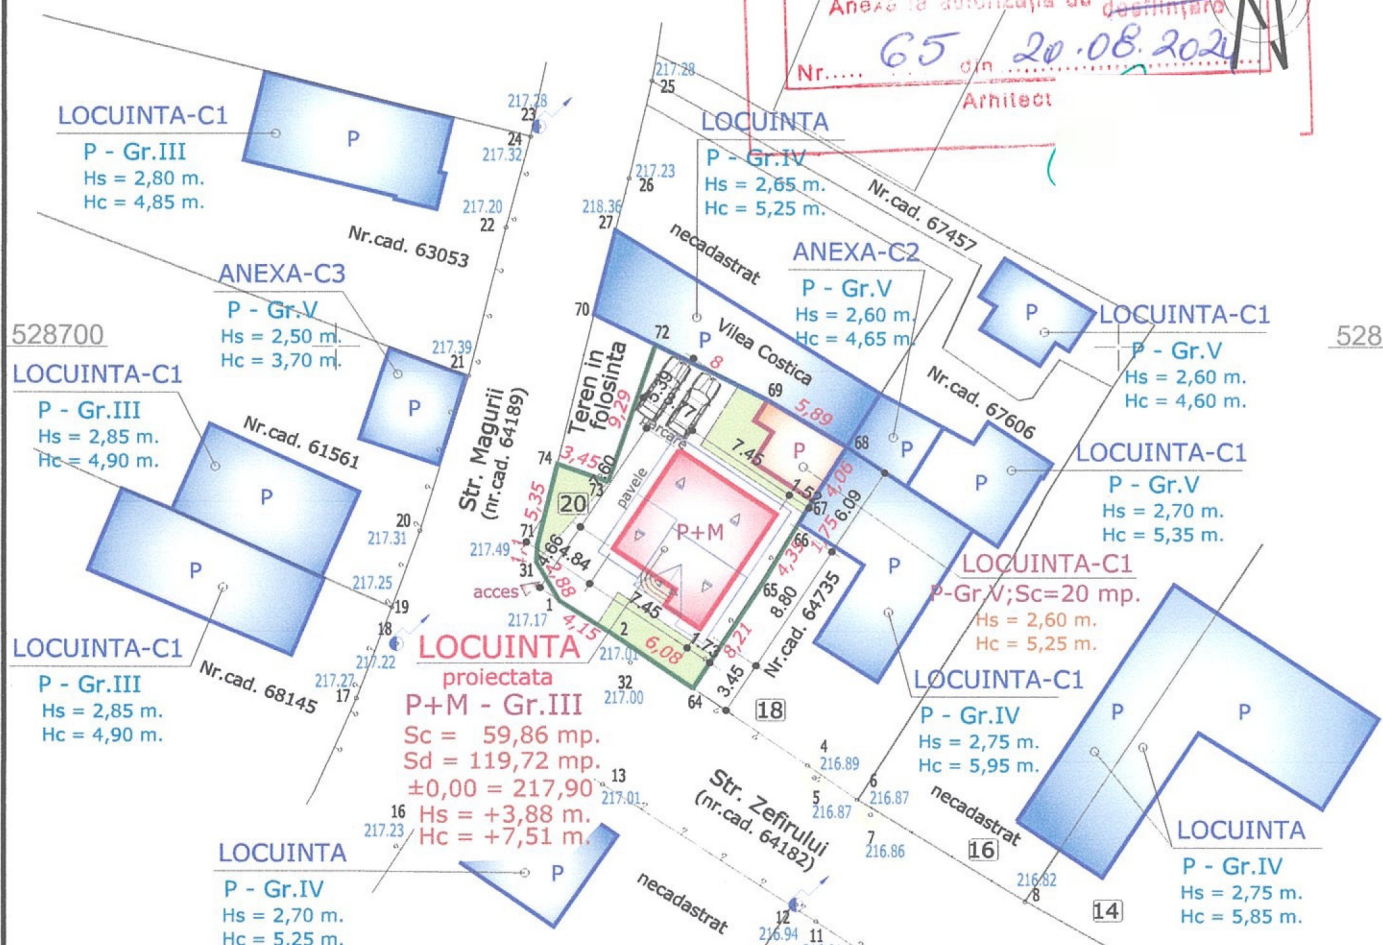 Anexă la autorizația de desființare
Nr..... 65 din 20.08.2024
Arhitect
N
LOCUINTA-C1
P - Gr.III
Hs = 2,80 m.
Hc = 4,85 m.
P
Nr.cad. 63053
217.28
23
24
217.32
217.20
22
217.28
25
217.23
26
218.36
27
LOCUINTA
P - Gr.IV
Hs = 2,65 m.
Hc = 5,25 m.
necadastrat
Nr.cad. 67457
ANEXA-C2
P - Gr.V
Hs = 2,60 m.
Hc = 4,65 m.
P
LOCUINTA-C1
P - Gr.V
Hs = 2,60 m.
Hc = 4,60 m.
528700
528
ANEXA-C3
P - Gr.V
Hs = 2,50 m.
Hc = 3,70 m.
P
217.39
21
LOCUINTA-C1
P - Gr.III
Hs = 2,85 m.
Hc = 4,90 m.
P
Nr.cad. 61561
Str. Magurii
(nr.cad. 64189)
Teren in
folosinta
70
72
P
8
Vilea Costica
69
5,89
68
P
Nr.cad. 67606
LOCUINTA-C1
P - Gr.V
Hs = 2,70 m.
Hc = 5,35 m.
P
9,29
5.39
parcare
7.45
P
4,06
6.09
1.52
67
1,75
66
74
3,45
73
20
pavele
P+M
5,35
71
217.49
4.66
4.84
2,88
31
acces
1
217.17
4,15
7.45
2
217.01
6,08
1.73
32
217.00
64
8,21
4,35
65
8.80
3.45
18
Nr.cad. 64735
P
20
217.31
217.25
19
18
217.22
217.27
17
P
LOCUINTA-C1
P - Gr.III
Hs = 2,85 m.
Hc = 4,90 m.
Nr.cad. 68145
LOCUINTA-C1
P-Gr.V;Sc=20 mp.
Hs = 2,60 m.
Hc = 5,25 m.
LOCUINTA
proiectata
P+M - Gr.III
Sc = 59,86 mp.
Sd = 119,72 mp.
±0,00 = 217,90
Hs = +3,88 m.
Hc = +7,51 m.
LOCUINTA-C1
P - Gr.IV
Hs = 2,75 m.
Hc = 5,95 m.
P
P
4
216.89
5
216.87
6
216.87
7
216.86
necadastrat
16
216.82
8
14
LOCUINTA
P - Gr.IV
Hs = 2,75 m.
Hc = 5,85 m.
13
217.01
16
217.23
Str. Zefirului
(nr.cad. 64182)
LOCUINTA
P - Gr.IV
Hs = 2,70 m.
Hc = 5,25 m.
P
necadastrat
12
216.94
11